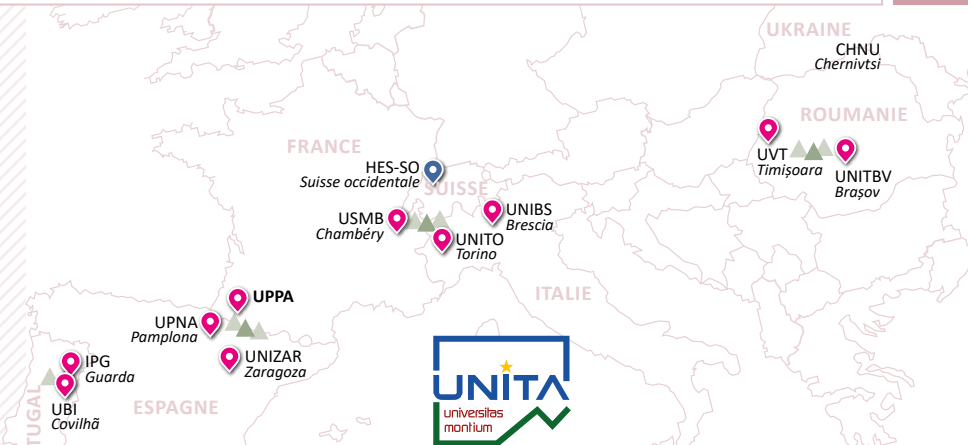 UKRAINE
CHNU
Chernivtsi
ROUMANIE
FRANCE
UVT
Timișoara
UNITBV
Brașov
HES-SO
Suisse occidentale
SUISSE
USMB
Chambéry
UNIBS
Brescia
UNITO
Torino
ITALIE
UPPA
UPNA
Pamplona
UNIZAR
Zaragoza
IPG
Guarda
UBI
Covilhã
TUGAL
ESPAGNE
UNITA
universitas
montium